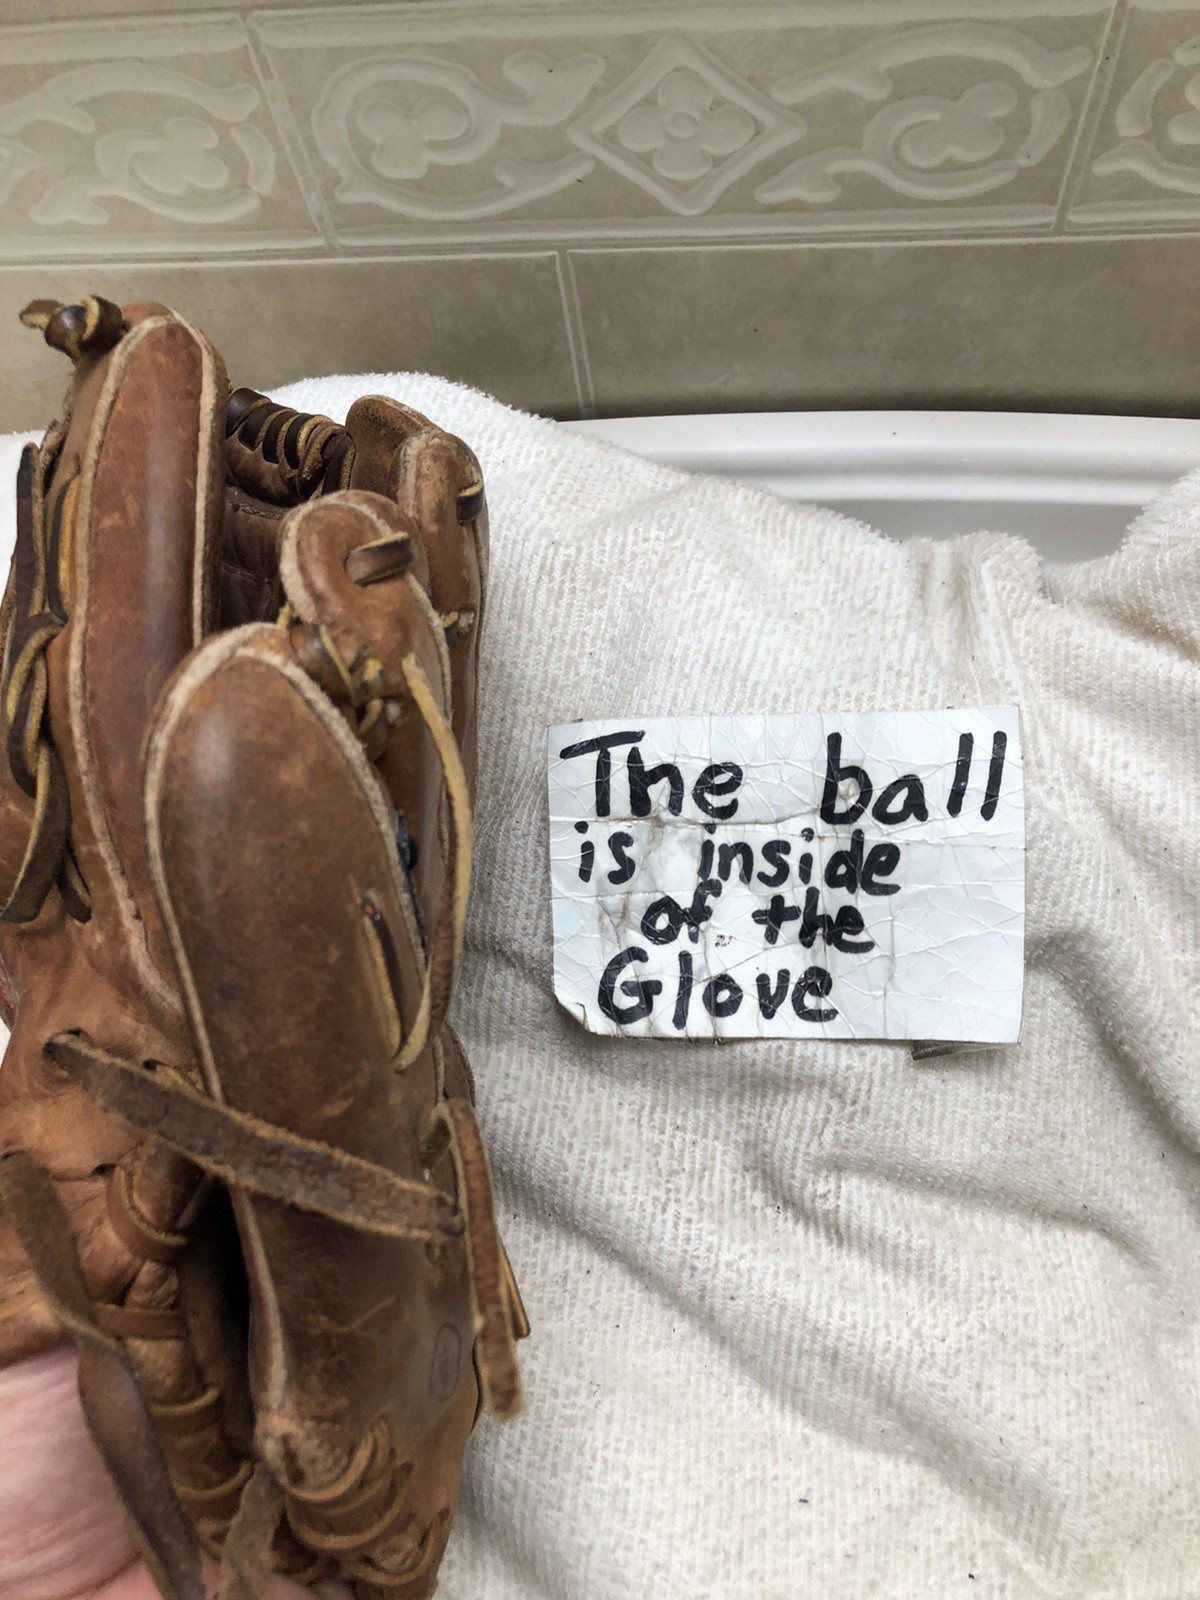 The ball
is inside
of the
Glove